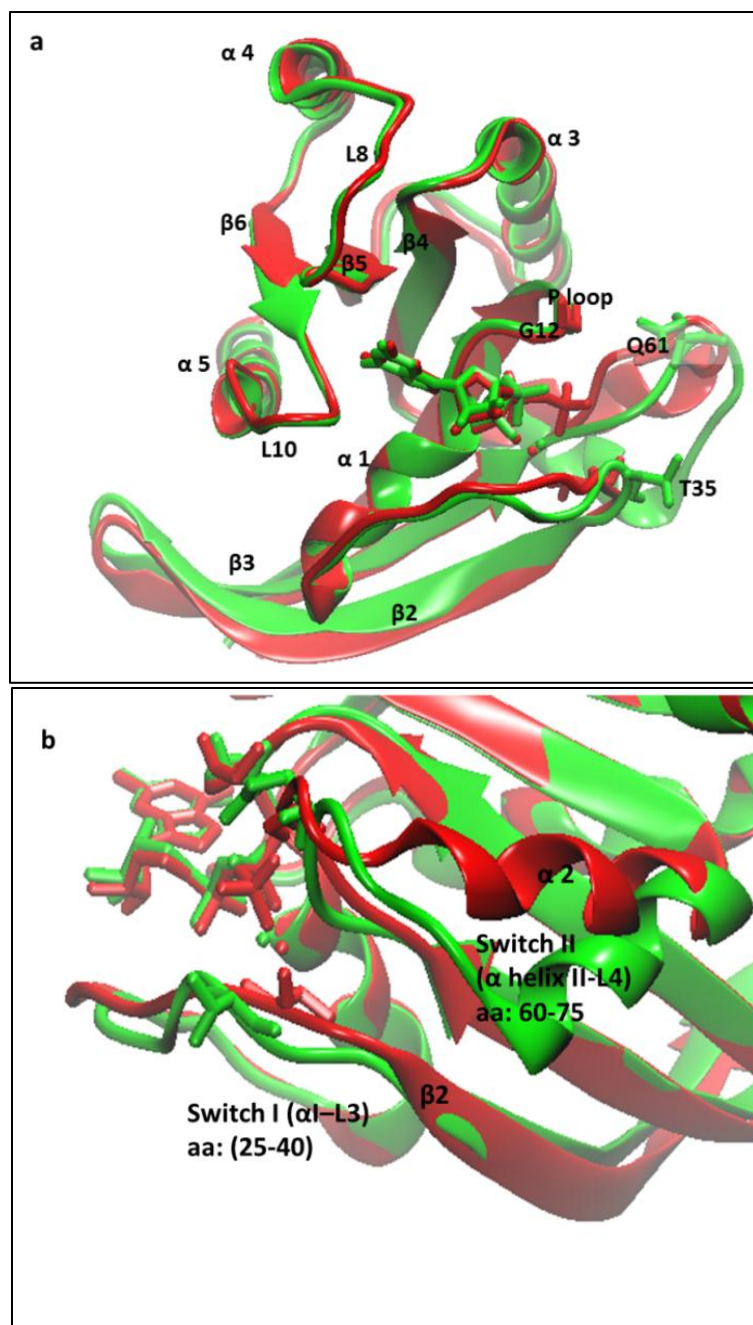 a
α 4
α 3
L8
β6
β4
β5
P loop
G12
Q61
α 5
L10
α 1
T35
β3
β2
b
α 2
Switch II
(α helix II-L4)
aa: 60-75
β2
Switch I (αI–L3)
aa: (25-40)